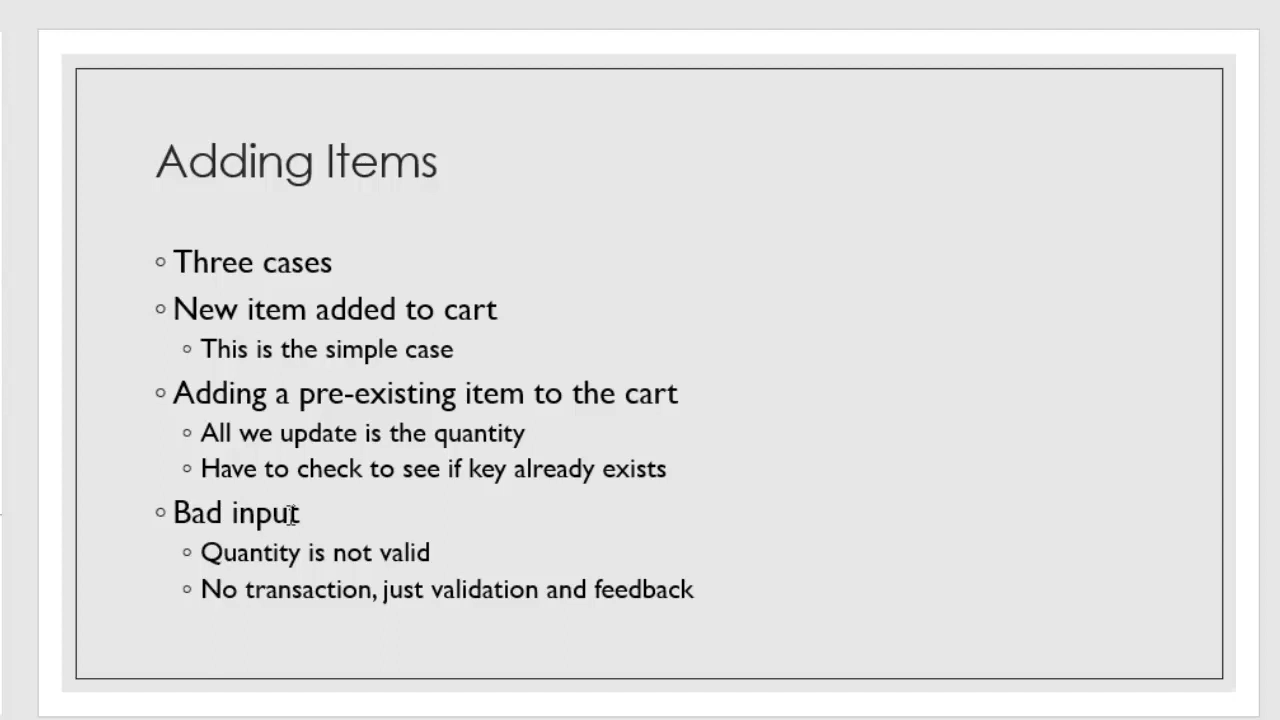 Adding Items
Three cases
New item added to cart
This is the simple case
Adding a pre-existing item to the cart
All we update is the quantity
Have to check to see if key already exists
Bad input
Quantity is not valid
No transaction, just validation and feedback